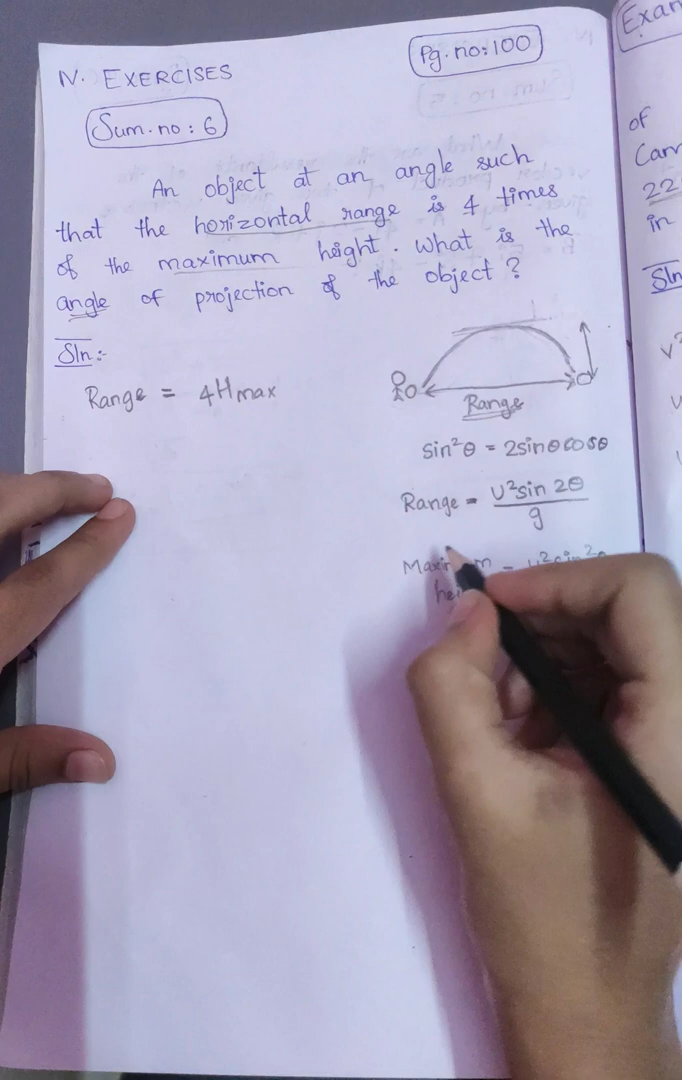 IV. EXERCISES
Pg. no: 100
Sum. no: 6
An object at an angle such
that the horizontal range is 4 times
of the maximum height. What is the
angle of projection of the object?
Sln:-
Range = 4Hmax
Range
sin²θ = 2sinθcosθ
Range = U²sin 2θ
g
Exam
of
22
in
Sln